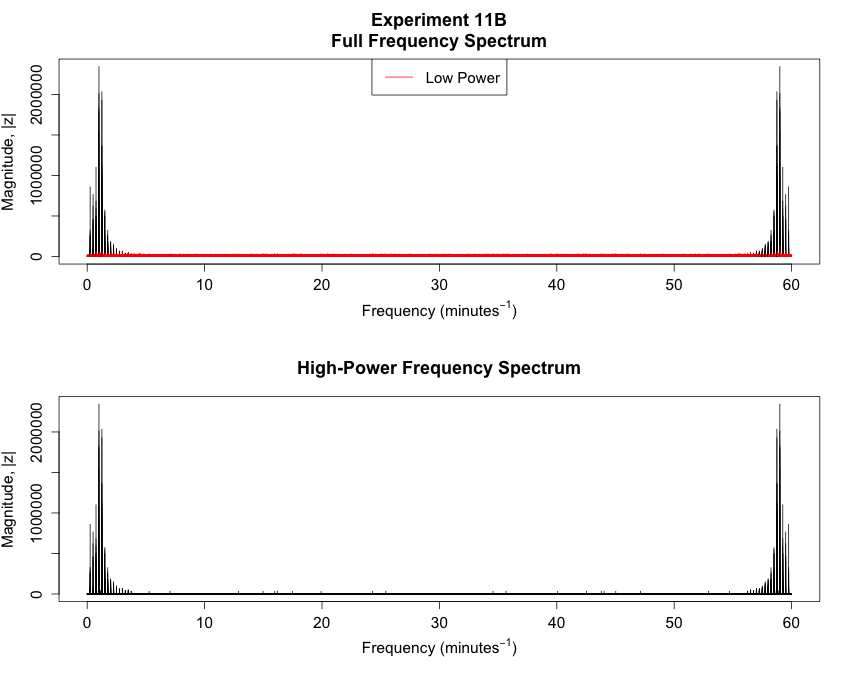 Experiment 11B
Full Frequency Spectrum
Low Power
Magnitude, |z|
0 1000000 2000000
0 10 20 30 40 50 60
Frequency (minutes⁻¹)
High-Power Frequency Spectrum
Magnitude, |z|
0 1000000 2000000
0 10 20 30 40 50 60
Frequency (minutes⁻¹)